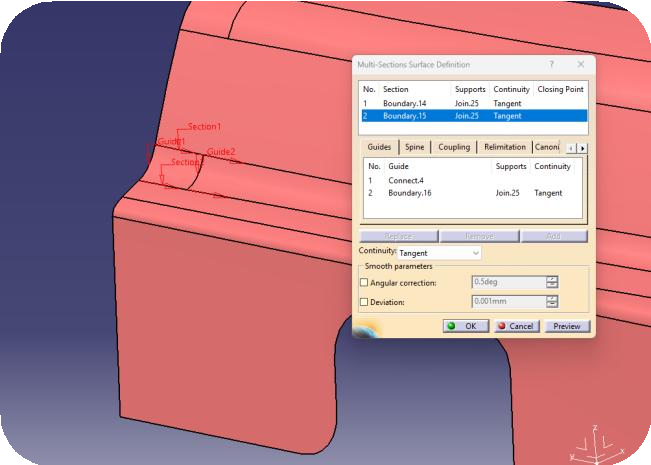 Multi-Sections Surface Definition ? ×
No. Section Supports Continuity Closing Point
1 Boundary.14 Join.25 Tangent
2 Boundary.15 Join.25 Tangent
Guides Spine Coupling Relimitation Canoni
No. Guide Supports Continuity
1 Connect.4
2 Boundary.16 Join.25 Tangent
Replace Remove Add
Continuity: Tangent
Smooth parameters
Angular correction: 0.5deg
Deviation: 0.001mm
OK Cancel Preview
Section1
Guide1
Guide2
Section2
z
x
y